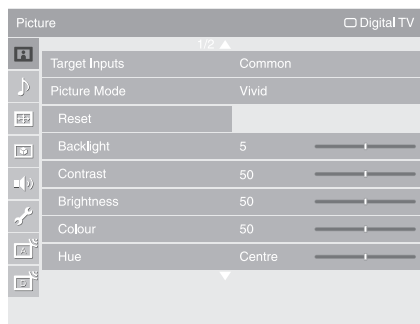 Picture Digital TV
1/2
Target Inputs Common
Picture Mode Vivid
Reset
Backlight 5
Contrast 50
Brightness 50
Colour 50
Hue Centre
A
D